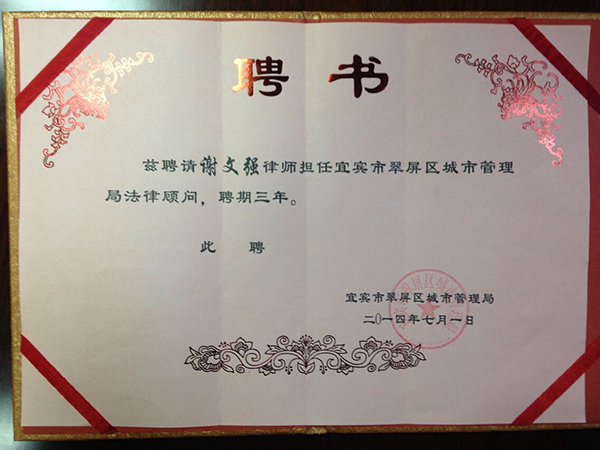 聘 书
兹聘请谢文强律师担任宜宾市翠屏区城市管理
局法律顾问，聘期三年。
此 聘
宜宾市翠屏区城市管理局
二〇一四年七月一日